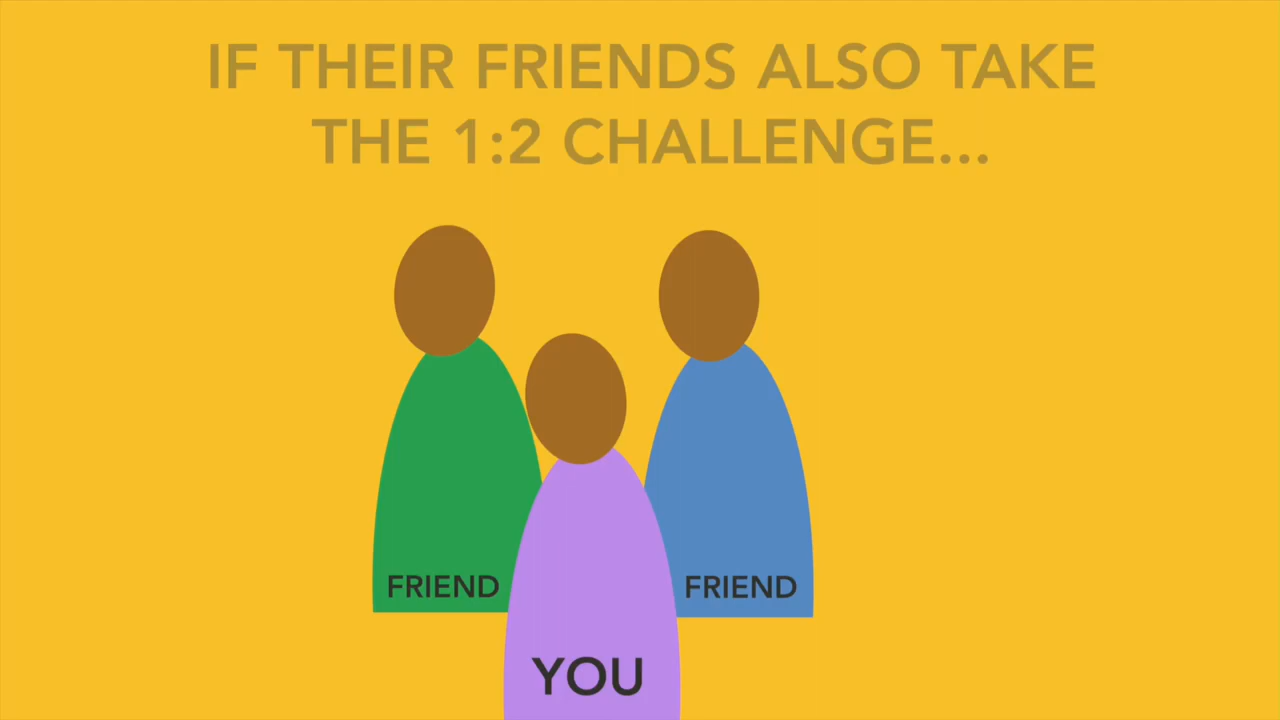 IF THEIR FRIENDS ALSO TAKE
THE 1:2 CHALLENGE...
FRIEND
FRIEND
YOU